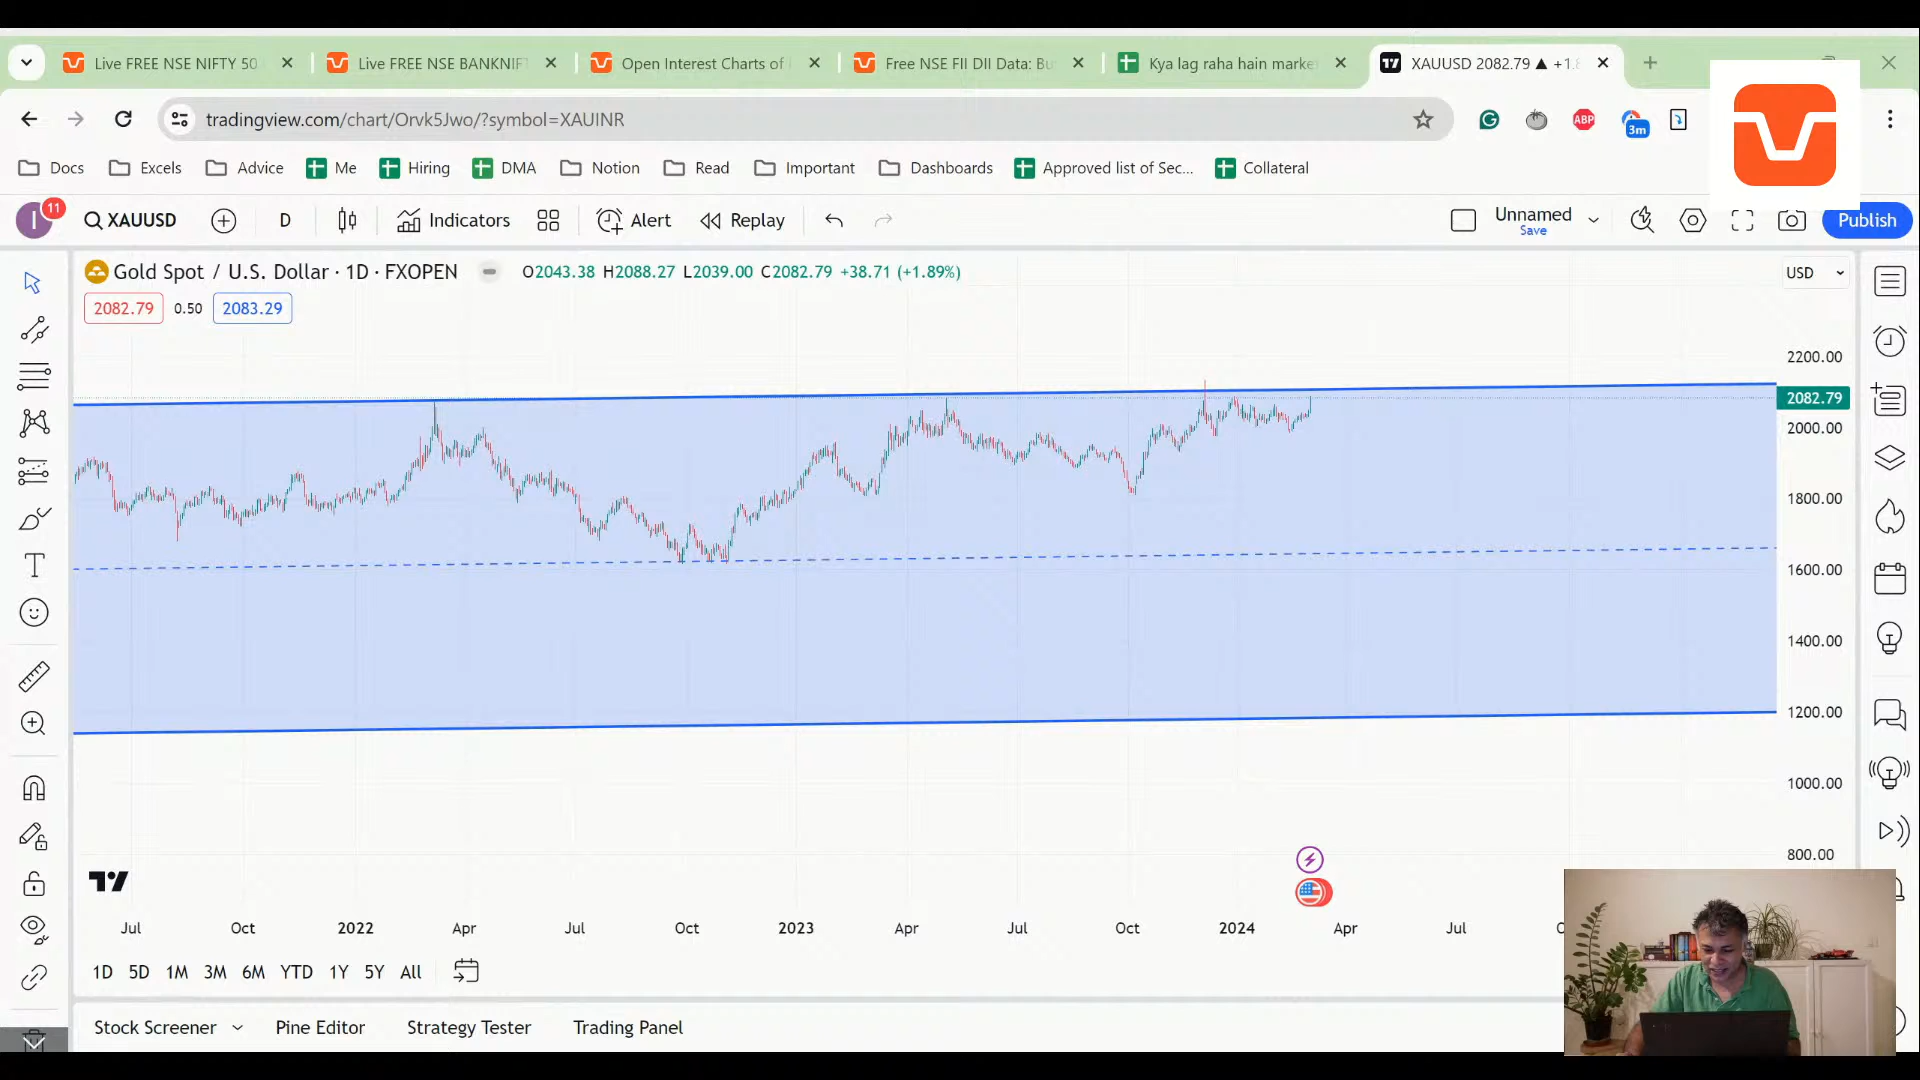 Live FREE NSE NIFTY 50
Live FREE NSE BANKNIFT
Open Interest Charts of
Free NSE FII DII Data: Bu
Kya lag raha hain marke
XAUUSD 2082.79 ▲ +1.
tradingview.com/chart/Orvk5Jwo/?symbol=XAUINR
ABP
3m
Docs
Excels
Advice
Me
Hiring
DMA
Notion
Read
Important
Dashboards
Approved list of Sec...
Collateral
I
11
XAUUSD
D
Indicators
Alert
Replay
Unnamed
Save
Publish
Gold Spot / U.S. Dollar · 1D · FXOPEN
O2043.38 H2088.27 L2039.00 C2082.79 +38.71 (+1.89%)
USD
2082.79
0.50
2083.29
2200.00
2082.79
2000.00
1800.00
1600.00
1400.00
1200.00
1000.00
800.00
Jul
Oct
2022
Apr
Jul
Oct
2023
Apr
Jul
Oct
2024
Apr
Jul
1D
5D
1M
3M
6M
YTD
1Y
5Y
All
Stock Screener
Pine Editor
Strategy Tester
Trading Panel